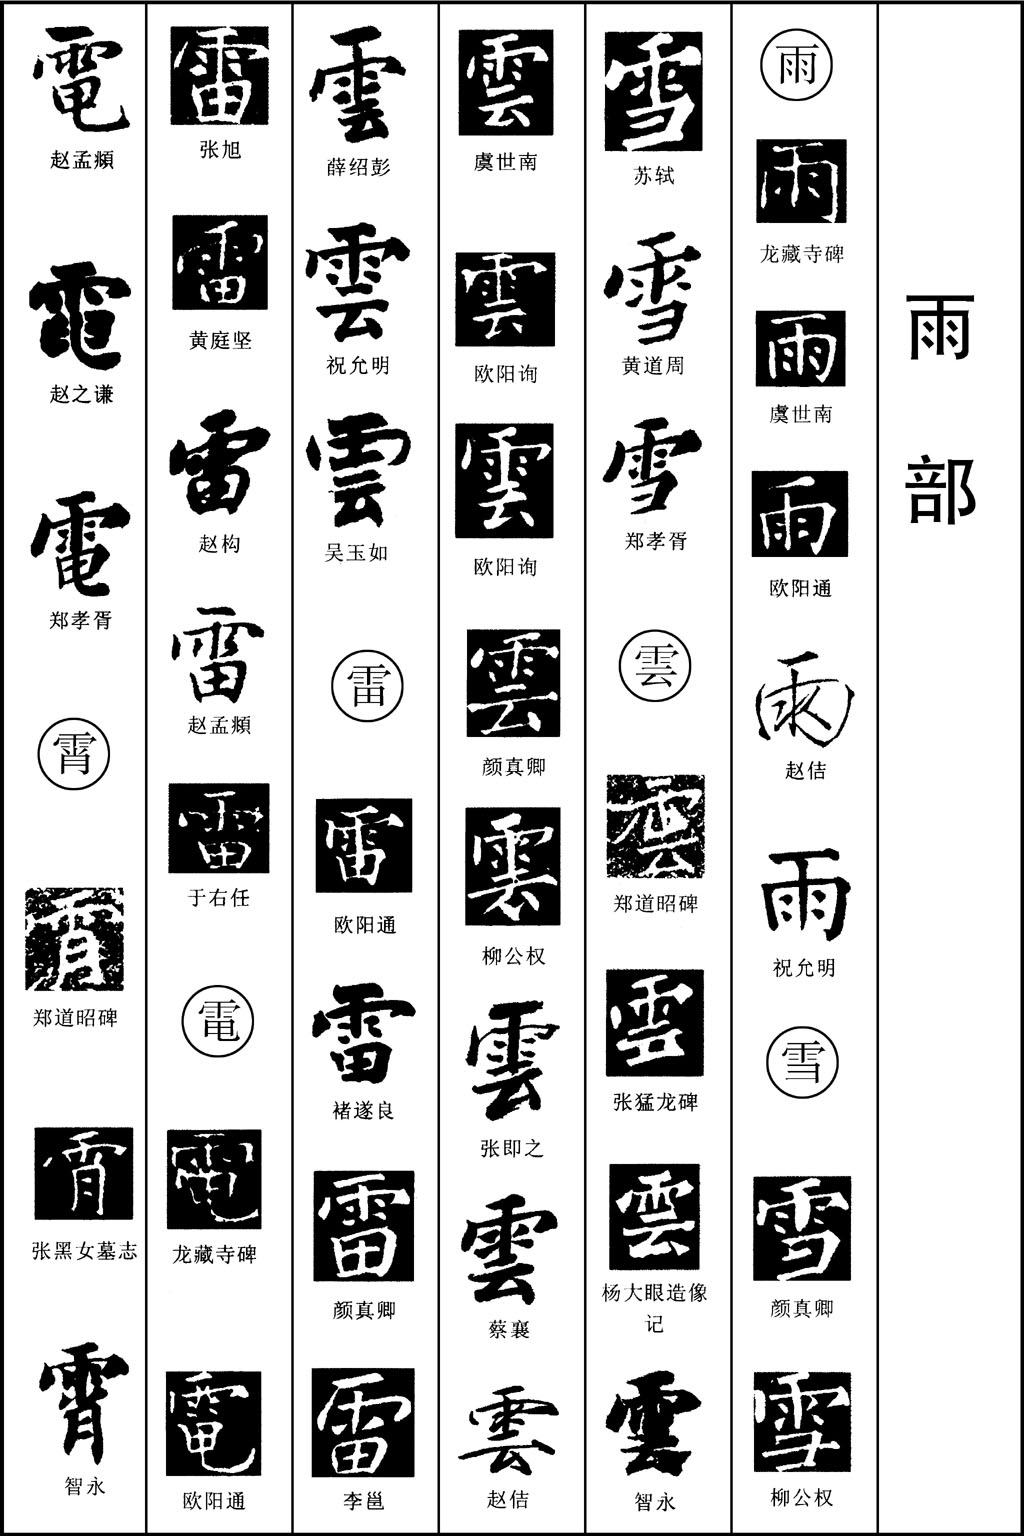 雨部
雨
雨
龙藏寺碑
雨
虞世南
雨
欧阳通
雨
赵佶
雨
祝允明
雪
雪
颜真卿
雪
柳公权
雪
苏轼
雪
黄道周
雪
郑孝胥
雲
雲
郑道昭碑
雲
张猛龙碑
雲
杨大眼造像
记
雲
智永
雲
虞世南
雲
欧阳询
雲
欧阳询
雲
颜真卿
雲
柳公权
雲
张即之
雲
蔡襄
雲
赵佶
雲
薛绍彭
雲
祝允明
雲
吴玉如
雷
雷
欧阳通
雷
褚遂良
雷
颜真卿
雷
李邕
雷
张旭
雷
黄庭坚
雷
赵构
雷
赵孟頫
雷
于右任
電
電
龙藏寺碑
電
欧阳通
電
赵孟頫
電
赵之谦
電
郑孝胥
霄
霄
郑道昭碑
霄
张黑女墓志
霄
智永